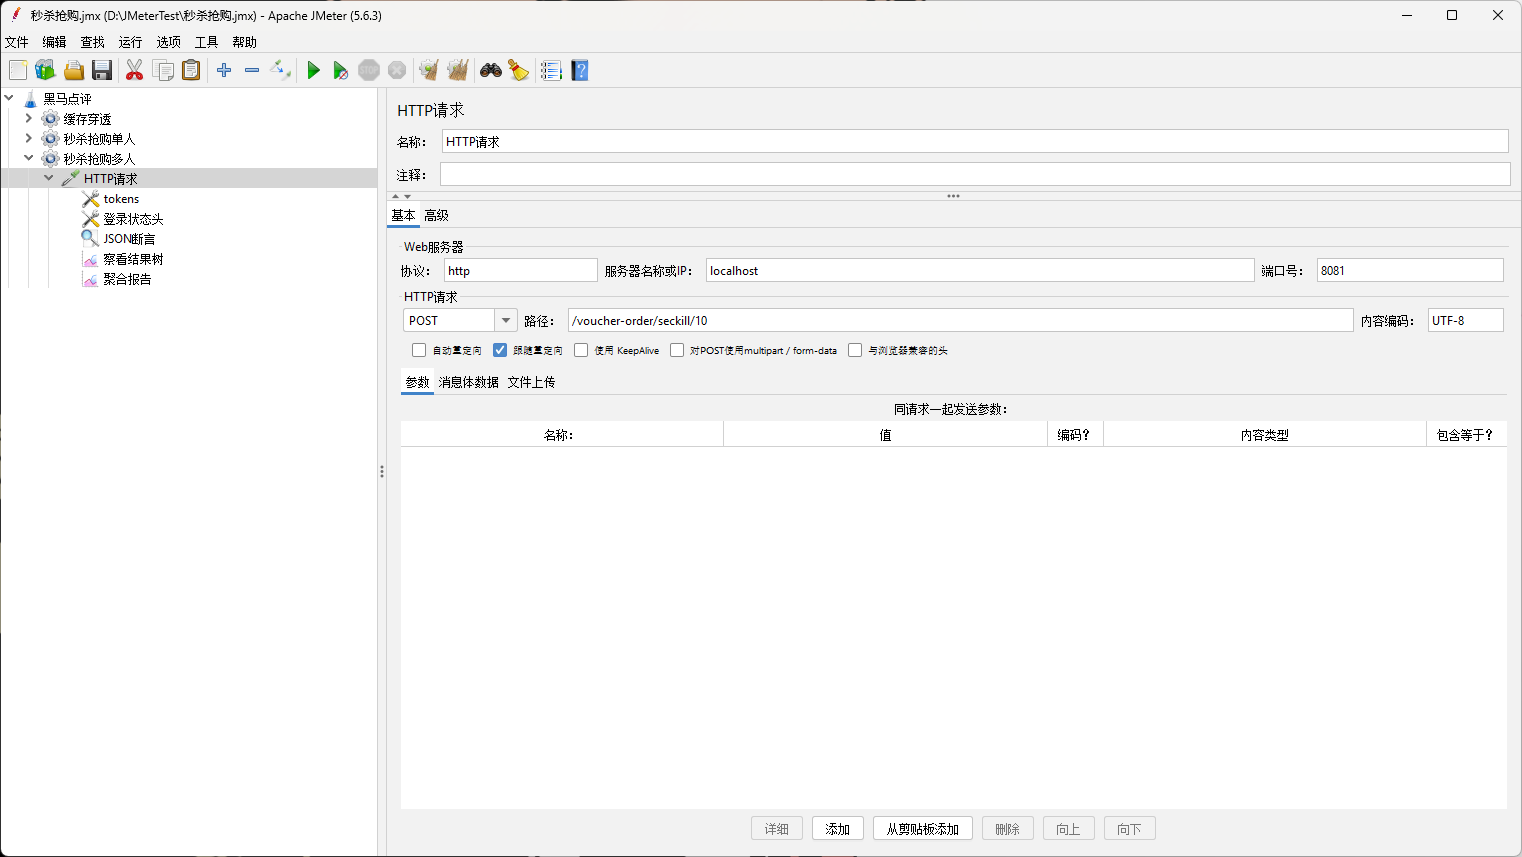 秒杀抢购.jmx (D:\JMeterTest\秒杀抢购.jmx) - Apache JMeter (5.6.3)
文件 编辑 查找 运行 选项 工具 帮助
STOP
黑马点评
缓存穿透
秒杀抢购单人
秒杀抢购多人
HTTP请求
tokens
登录状态头
JSON断言
察看结果树
聚合报告
HTTP请求
名称： HTTP请求
注释：
基本 高级
Web服务器
协议： http 服务器名称或IP： localhost 端口号： 8081
HTTP请求
POST 路径： /voucher-order/seckill/10 内容编码： UTF-8
自动重定向 跟随重定向 使用 KeepAlive 对POST使用multipart / form-data 与浏览器兼容的头
参数 消息体数据 文件上传
同请求一起发送参数：
名称： 值 编码？ 内容类型 包含等于？
详细 添加 从剪贴板添加 删除 向上 向下